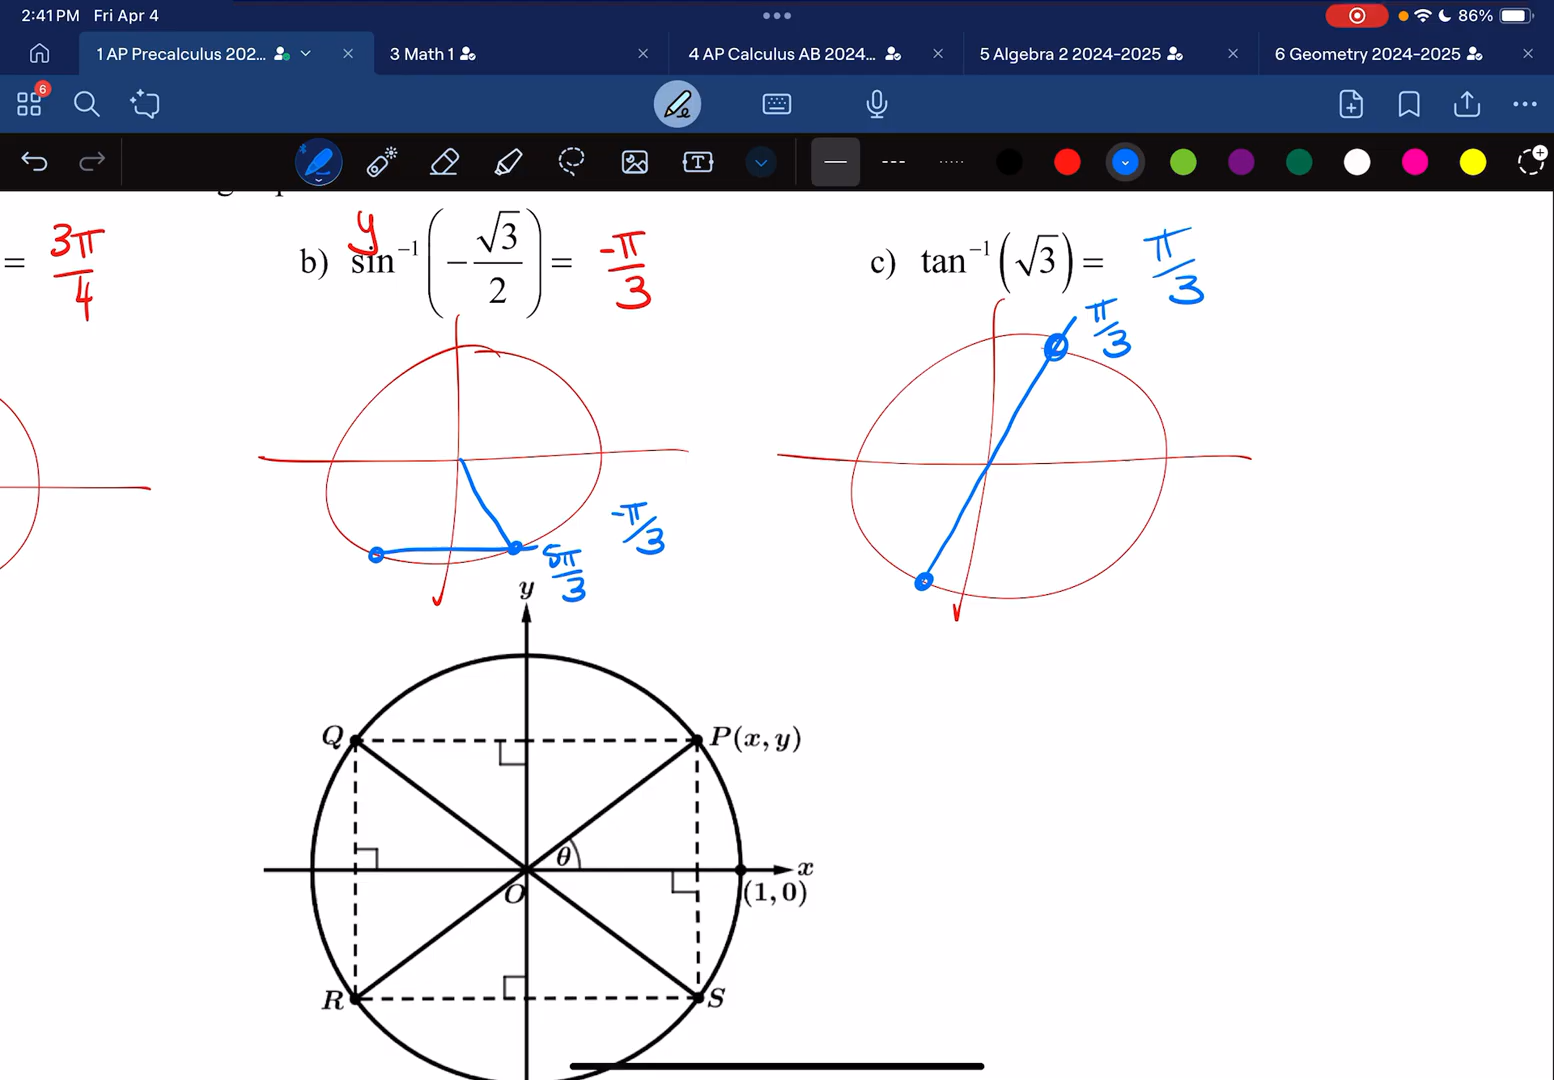 2:41 PM Fri Apr 4
86%
1 AP Precalculus 202...
3 Math 1
4 AP Calculus AB 2024...
5 Algebra 2 2024-2025
6 Geometry 2024-2025
6
T
= 3π/4
y
b) sin⁻¹(-√3/2) = -π/3
c) tan⁻¹(√3) = π/3
π/3
-π/3
5π/3
y
Q
P(x, y)
θ
x
O
(1, 0)
R
S